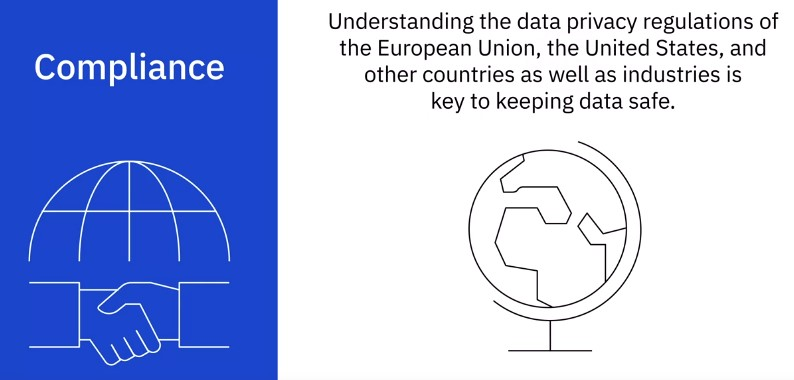 Compliance
Understanding the data privacy regulations of
the European Union, the United States, and
other countries as well as industries is
key to keeping data safe.